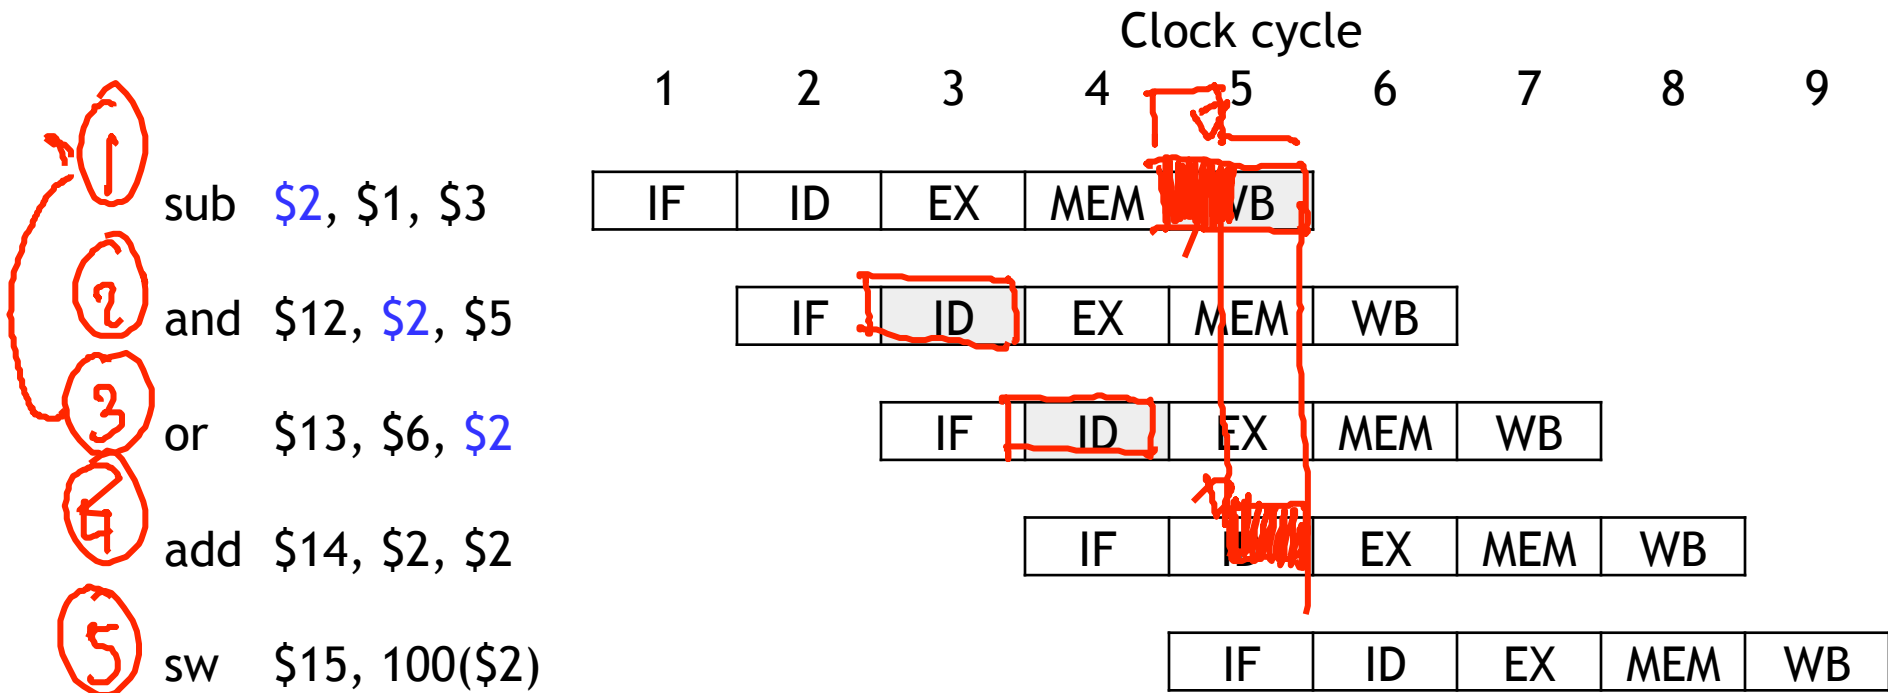 Clock cycle
1 2 3 4 5 6 7 8 9
1 sub $2, $1, $3 IF ID EX MEM WB
2 and $12, $2, $5 IF ID EX MEM WB
3 or $13, $6, $2 IF ID EX MEM WB
4 add $14, $2, $2 IF ID EX MEM WB
5 sw $15, 100($2) IF ID EX MEM WB